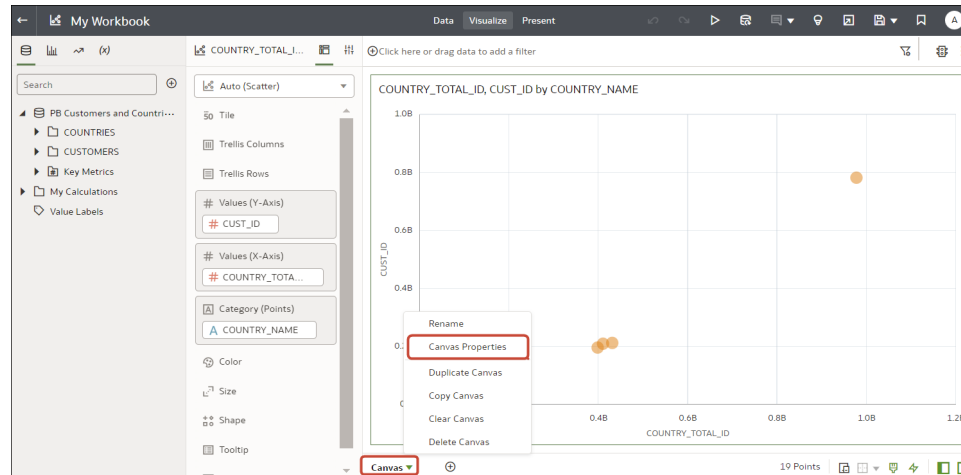 My Workbook
Data Visualize Present
A
(x)
COUNTRY_TOTAL_I...
Click here or drag data to add a filter
Search
PB Customers and Countri...
COUNTRIES
CUSTOMERS
Key Metrics
My Calculations
Value Labels
Auto (Scatter)
50 Tile
Trellis Columns
Trellis Rows
# Values (Y-Axis)
# CUST_ID
# Values (X-Axis)
# COUNTRY_TOTA...
A Category (Points)
A COUNTRY_NAME
Color
Size
Shape
Tooltip
COUNTRY_TOTAL_ID, CUST_ID by COUNTRY_NAME
1.0B
0.8B
0.6B
0.4B
CUST_ID
Rename
Canvas Properties
Duplicate Canvas
Copy Canvas
Clear Canvas
Delete Canvas
0.4B 0.6B 0.8B 1.0B
COUNTRY_TOTAL_ID
Canvas
19 Points